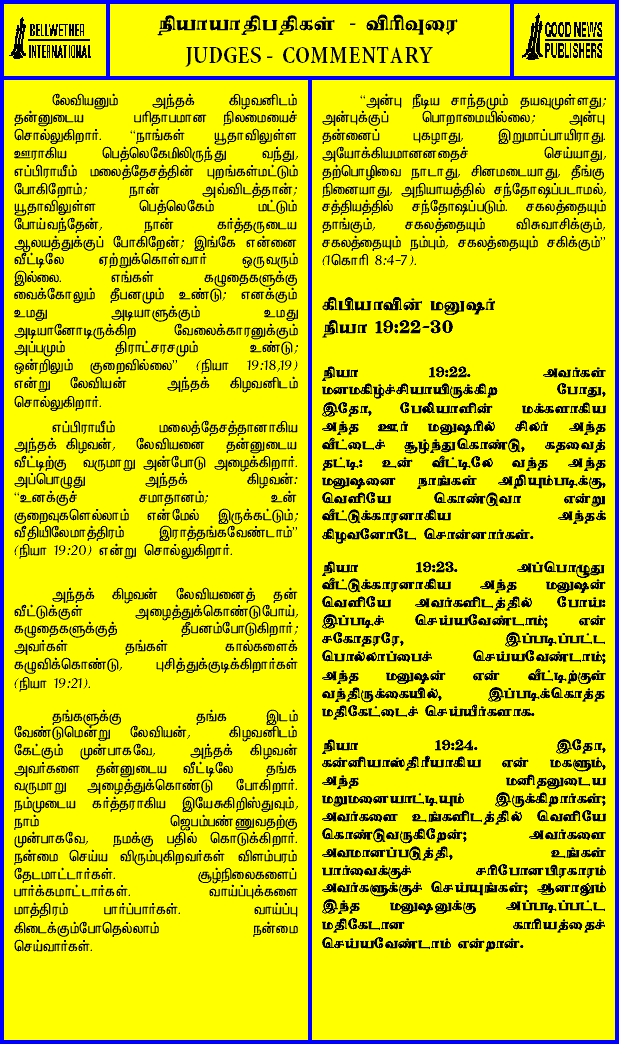 BELLWETHER
INTERNATIONAL
நியாயாதிபதிகள் - விரிவுரை
JUDGES - COMMENTARY
GOOD NEWS
PUBLISHERS
லேவியனும் அந்தக் கிழவனிடம்
தன்னுடைய பரிதாபமான நிலமையைச்
சொல்லுகிறார். “நாங்கள் யூதாவிலுள்ள
ஊராகிய பெத்லெகேமிலிருந்து வந்து,
எப்பிராயீம் மலைத்தேசத்தின் புறங்கள்மட்டும்
போகிறோம்; நான் அவ்விடத்தான்;
யூதாவிலுள்ள பெத்லெகேம் மட்டும்
போய்வந்தேன், நான் கர்த்தருடைய
ஆலயத்துக்குப் போகிறேன்; இங்கே என்னை
வீட்டிலே ஏற்றுக்கொள்வார் ஒருவரும்
இல்லை. எங்கள் கழுதைகளுக்கு
வைக்கோலும் தீபனமும் உண்டு; எனக்கும்
உமது அடியாளுக்கும் உமது
அடியானோடிருக்கிற வேலைக்காரனுக்கும்
அப்பமும் திராட்சரசமும் உண்டு;
ஒன்றிலும் குறைவில்லை” (நியா 19:18,19)
என்று லேவியன் அந்தக் கிழவனிடம்
சொல்லுகிறார்.
எப்பிராயீம் மலைத்தேசத்தானாகிய
அந்தக் கிழவன், லேவியனை தன்னுடைய
வீட்டிற்கு வருமாறு அன்போடு அழைக்கிறார்.
அப்பொழுது அந்தக் கிழவன்:
“உனக்குச் சமாதானம்; உன்
குறைவுகளெல்லாம் என்மேல் இருக்கட்டும்;
வீதியிலேமாத்திரம் இராத்தங்கவேண்டாம்”
(நியா 19:20) என்று சொல்லுகிறார்.
அந்தக் கிழவன் லேவியனைத் தன்
வீட்டுக்குள் அழைத்துக்கொண்டுபோய்,
கழுதைகளுக்குத் தீபனம்போடுகிறார்;
அவர்கள் தங்கள் கால்களைக்
கழுவிக்கொண்டு, புசித்துக்குடிக்கிறார்கள்
(நியா 19:21).
தங்களுக்கு தங்க இடம்
வேண்டுமென்று லேவியன், கிழவனிடம்
கேட்கும் முன்பாகவே, அந்தக் கிழவன்
அவர்களை தன்னுடைய வீட்டிலே தங்க
வருமாறு அழைத்துக்கொண்டு போகிறார்.
நம்முடைய கர்த்தராகிய இயேசுகிறிஸ்துவும்,
நாம் ஜெபம்பண்ணுவதற்கு
முன்பாகவே, நமக்கு பதில் கொடுக்கிறார்.
நன்மை செய்ய விரும்புகிறவர்கள் விளம்பரம்
தேடமாட்டார்கள். சூழ்நிலைகளைப்
பார்க்கமாட்டார்கள். வாய்ப்புக்களை
மாத்திரம் பார்ப்பார்கள். வாய்ப்பு
கிடைக்கும்போதெல்லாம் நன்மை
செய்வார்கள்.
“அன்பு நீடிய சாந்தமும் தயவுமுள்ளது;
அன்புக்குப் பொறாமையில்லை; அன்பு
தன்னைப் புகழாது, இறுமாப்பாயிராது.
அயோக்கியமானதைச் செய்யாது,
தற்பொழிவை நாடாது, சினமடையாது, தீங்கு
நினையாது, அநியாயத்தில் சந்தோஷப்படாமல்,
சத்தியத்தில் சந்தோஷப்படும். சகலத்தையும்
தாங்கும், சகலத்தையும் விசுவாசிக்கும்,
சகலத்தையும் நம்பும், சகலத்தையும் சகிக்கும்”
(1கொரி 8:4-7).
கிபியாவின் மனுஷர்
நியா 19:22-30
நியா 19:22. அவர்கள்
மனமகிழ்ச்சியாயிருக்கிற போது,
இதோ, பேலியாளின் மக்களாகிய
அந்த ஊர் மனுஷரில் சிலர் அந்த
வீட்டைச் சூழ்ந்துகொண்டு, கதவைத்
தட்டி: உன் வீட்டிலே வந்த அந்த
மனுஷனை நாங்கள் அறியும்படிக்கு,
வெளியே கொண்டுவா என்று
வீட்டுக்காரனாகிய அந்தக்
கிழவனோடே சொன்னார்கள்.
நியா 19:23. அப்பொழுது
வீட்டுக்காரனாகிய அந்த மனுஷன்
வெளியே அவர்களிடத்தில் போய்:
இப்படிச் செய்யவேண்டாம்; என்
சகோதரரே, இப்படிப்பட்ட
பொல்லாப்பைச் செய்யவேண்டாம்;
அந்த மனுஷன் என் வீட்டிற்குள்
வந்திருக்கையில், இப்படிக்கொத்த
மதிகேட்டைச் செய்யீர்களாக.
நியா 19:24. இதோ,
கன்னியாஸ்திரீயாகிய என் மகளும்,
அந்த மனிதனுடைய
மறுமனையாட்டியும் இருக்கிறார்கள்;
அவர்களை உங்களிடத்தில் வெளியே
கொண்டுவருகிறேன்; அவர்களை
அவமானப்படுத்தி, உங்கள்
பார்வைக்குச் சரிபோனபிரகாரம்
அவர்களுக்குச் செய்யுங்கள்; ஆனாலும்
இந்த மனுஷனுக்கு அப்படிப்பட்ட
மதிகேடான காரியத்தைச்
செய்யவேண்டாம் என்றான்.